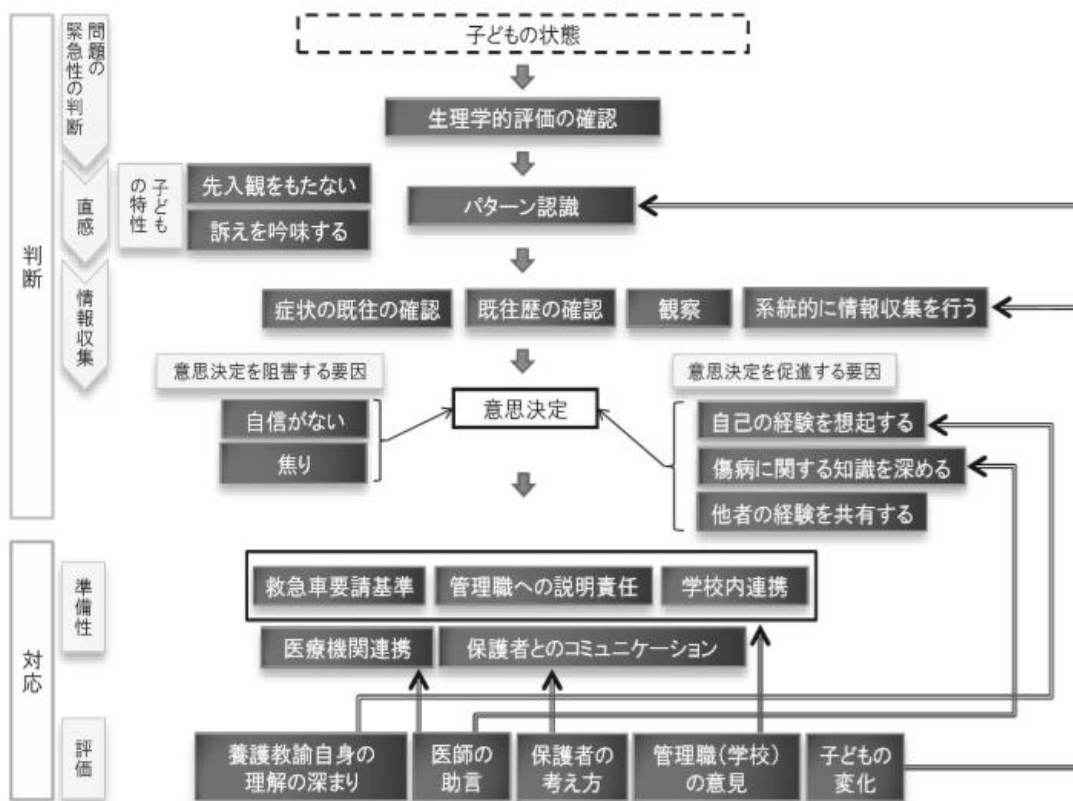 子どもの状態
問題の
緊急性の判断
生理学的評価の確認
判断
直感
子ども
の特性
先入観をもたない
訴えを吟味する
パターン認識
情報収集
症状の既往の確認
既往歴の確認
観察
系統的に情報収集を行う
意思決定を阻害する要因
自信がない
焦り
意思決定
意思決定を促進する要因
自己の経験を想起する
傷病に関する知識を深める
他者の経験を共有する
対応
準備性
救急車要請基準
管理職への説明責任
学校内連携
医療機関連携
保護者とのコミュニケーション
評価
養護教諭自身の
理解の深まり
医師の
助言
保護者の
考え方
管理職(学校)
の意見
子どもの
変化